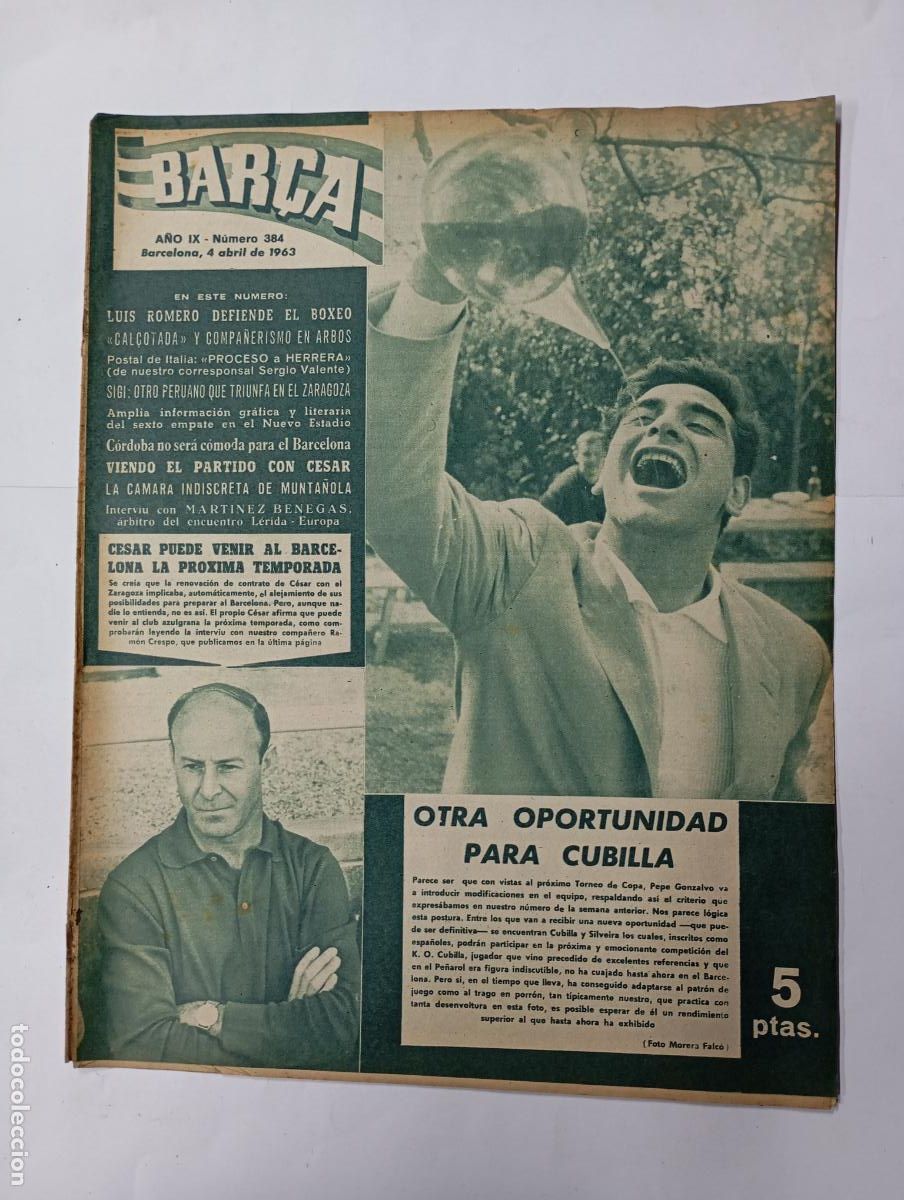 BARÇA
AÑO IX - Número 384
Barcelona, 4 abril de 1963
EN ESTE NUMERO:
LUIS ROMERO DEFIENDE EL BOXEO
«CALÇOTADA» Y COMPAÑERISMO EN ARBOS
Postal de Italia: «PROCESO a HERRERA»
(de nuestro corresponsal Sergio Valente)
SIGI: OTRO PERUANO QUE TRIUNFA EN EL ZARAGOZA
Amplia información gráfica y literaria
del sexto empate en el Nuevo Estadio
Córdoba no será cómoda para el Barcelona
VIENDO EL PARTIDO CON CESAR
LA CAMARA INDISCRETA DE MUNTAÑOLA
Interviu con MARTINEZ BENEGAS,
árbitro del encuentro Lérida - Europa
CESAR PUEDE VENIR AL BARCE-
LONA LA PROXIMA TEMPORADA
Se creía que la renovación de contrato de César con el
Zaragoza implicaba, automáticamente, el alejamiento de sus
posibilidades para preparar al Barcelona. Pero, aunque na-
die lo entienda, no es así. El propio César afirma que puede
venir al club azulgrana la próxima temporada, como com-
probarán leyendo la interviu con nuestro compañero Ra-
món Crespo, que publicamos en la última página
OTRA OPORTUNIDAD
PARA CUBILLA
Parece ser que con vistas al próximo Torneo de Copa, Pepe Gonzalvo va
a introducir modificaciones en el equipo, respaldando así el criterio que
expresábamos en nuestro número de la semana anterior. Nos parece lógica
esta postura. Entre los que van a recibir una nueva oportunidad —que pue-
de ser definitiva— se encuentran Cubilla y Silveira los cuales, inscritos como
españoles, podrán participar en la próxima y emocionante competición del
K. O. Cubilla, jugador que vino precedido de excelentes referencias y que
en el Peñarol era figura indiscutible, no ha cuajado hasta ahora en el Barce-
lona. Pero si, en el tiempo que lleva, ha conseguido adaptarse al patrón de
juego como al trago en porrón, tan típicamente nuestro, que practica con
tanta desenvoltura en esta foto, es posible esperar de él un rendimiento
superior al que hasta ahora ha exhibido
(Foto Morera Falcó)
5
ptas.
todocoleccion.net